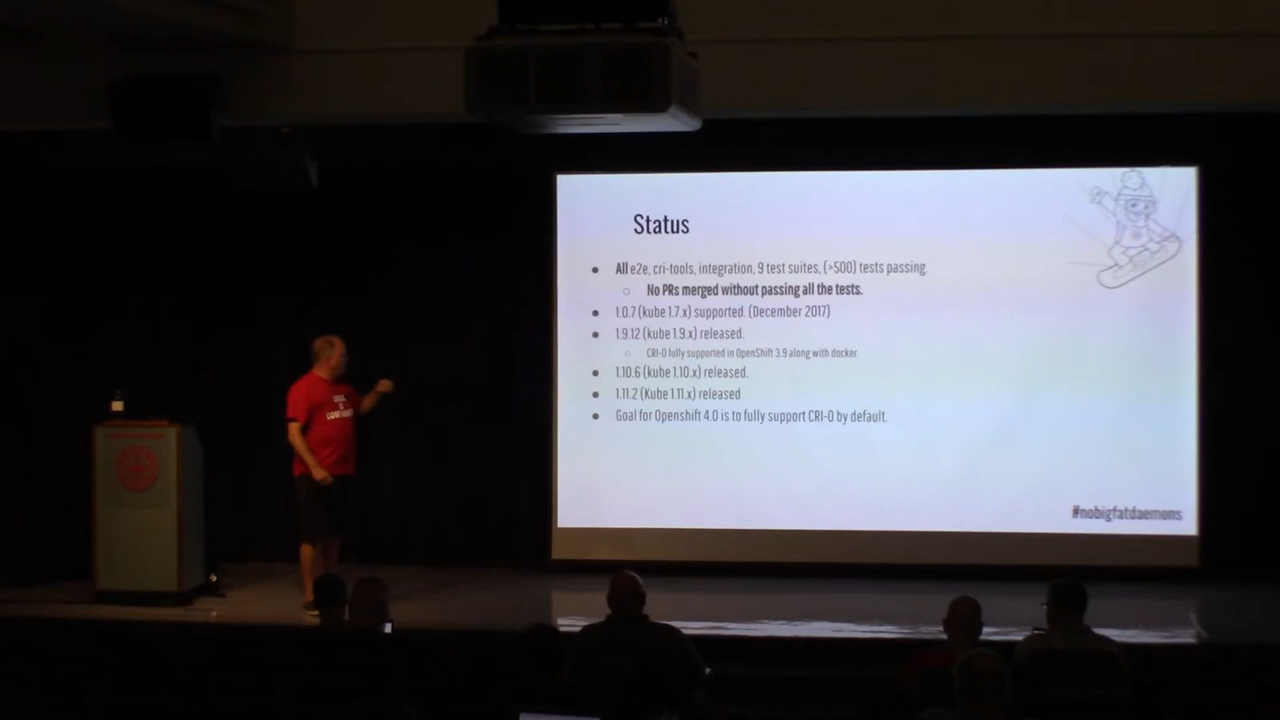 Status
All e2e, cri-tools, integration, 9 test suites, (>500) tests passing.
No PRs merged without passing all the tests.
1.0.7 (kube 1.7.x) supported. (December 2017)
1.9.12 (kube 1.9.x) released.
CRI-O fully supported in OpenShift 3.9 along with docker.
1.10.6 (kube 1.10.x) released.
1.11.2 (Kube 1.11.x) released
Goal for Openshift 4.0 is to fully support CRI-O by default.
#nobigfatdaemons